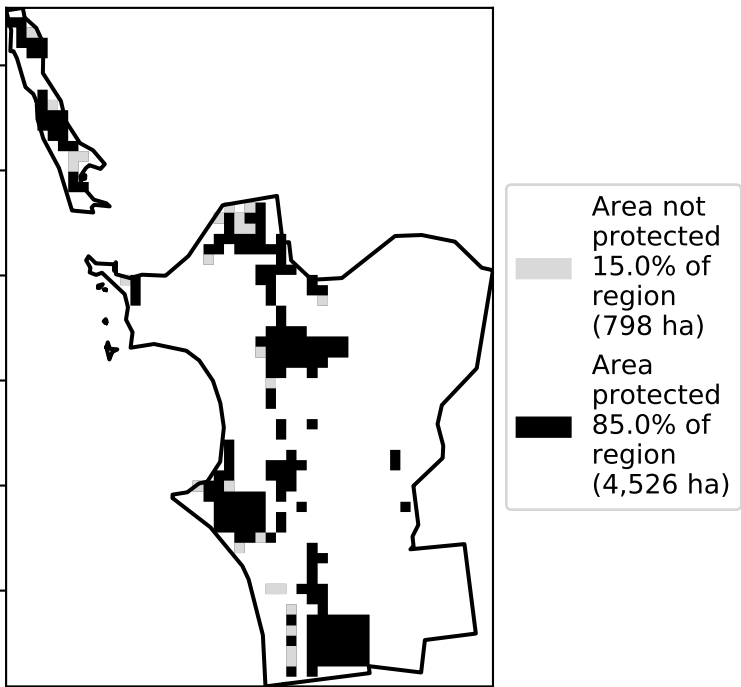 Area not
protected
15.0% of
region
(798 ha)
Area
protected
85.0% of
region
(4,526 ha)